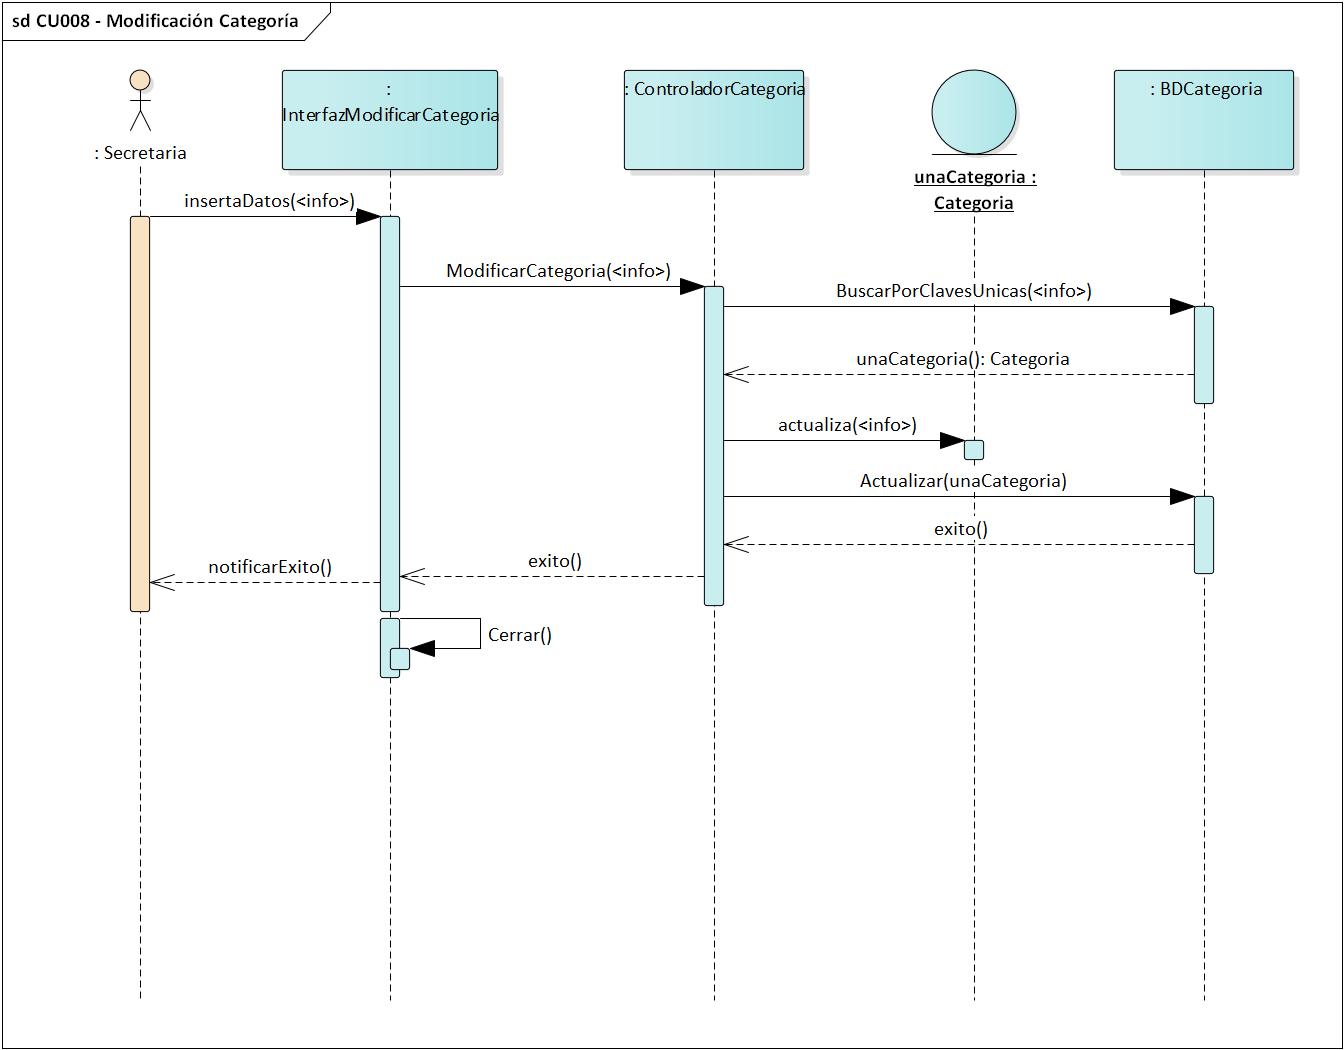 sd CU008 - Modificación Categoría
: Secretaria
:
InterfazModificarCategoria
: ControladorCategoria
unaCategoria :
Categoria
: BDCategoria
insertaDatos(<info>)
ModificarCategoria(<info>)
BuscarPorClavesUnicas(<info>)
unaCategoria(): Categoria
actualiza(<info>)
Actualizar(unaCategoria)
exito()
exito()
notificarExito()
Cerrar()